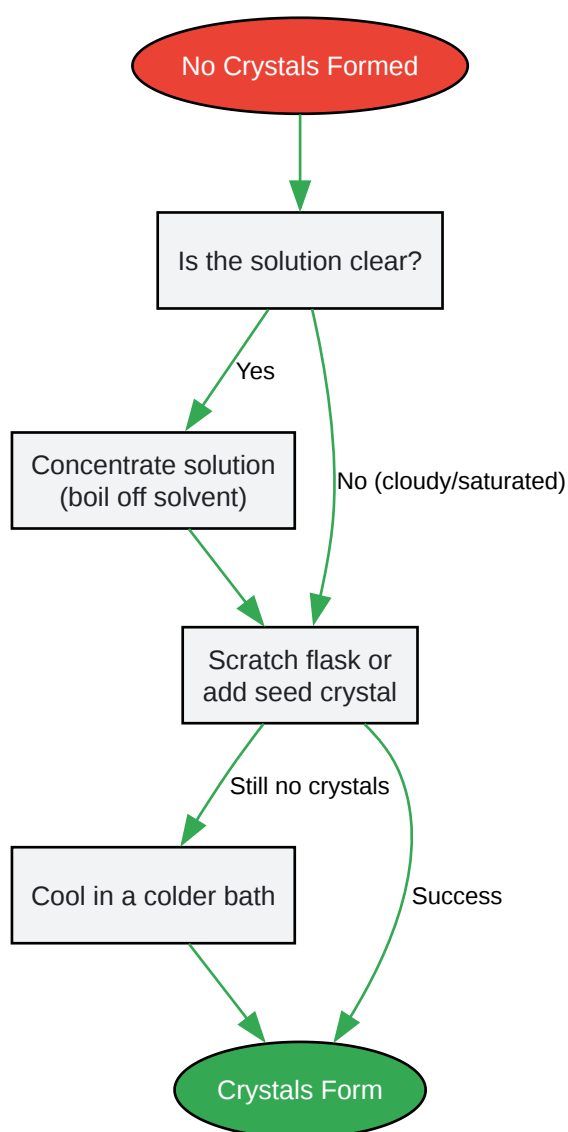 No Crystals Formed
Is the solution clear?
Yes
Concentrate solution
(boil off solvent)
No (cloudy/saturated)
Scratch flask or
add seed crystal
Still no crystals
Cool in a colder bath
Success
Crystals Form